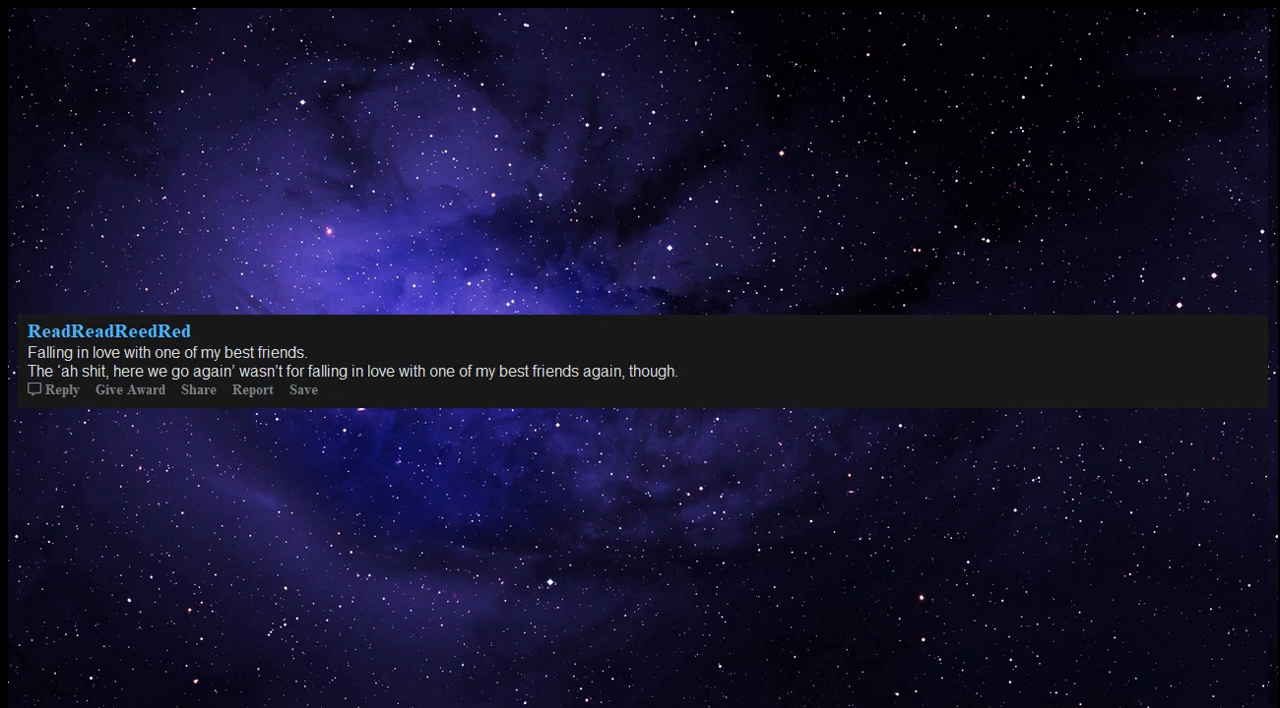 ReadReadReedRed
Falling in love with one of my best friends.
The ‘ah shit, here we go again’ wasn’t for falling in love with one of my best friends again, though.
Reply Give Award Share Report Save